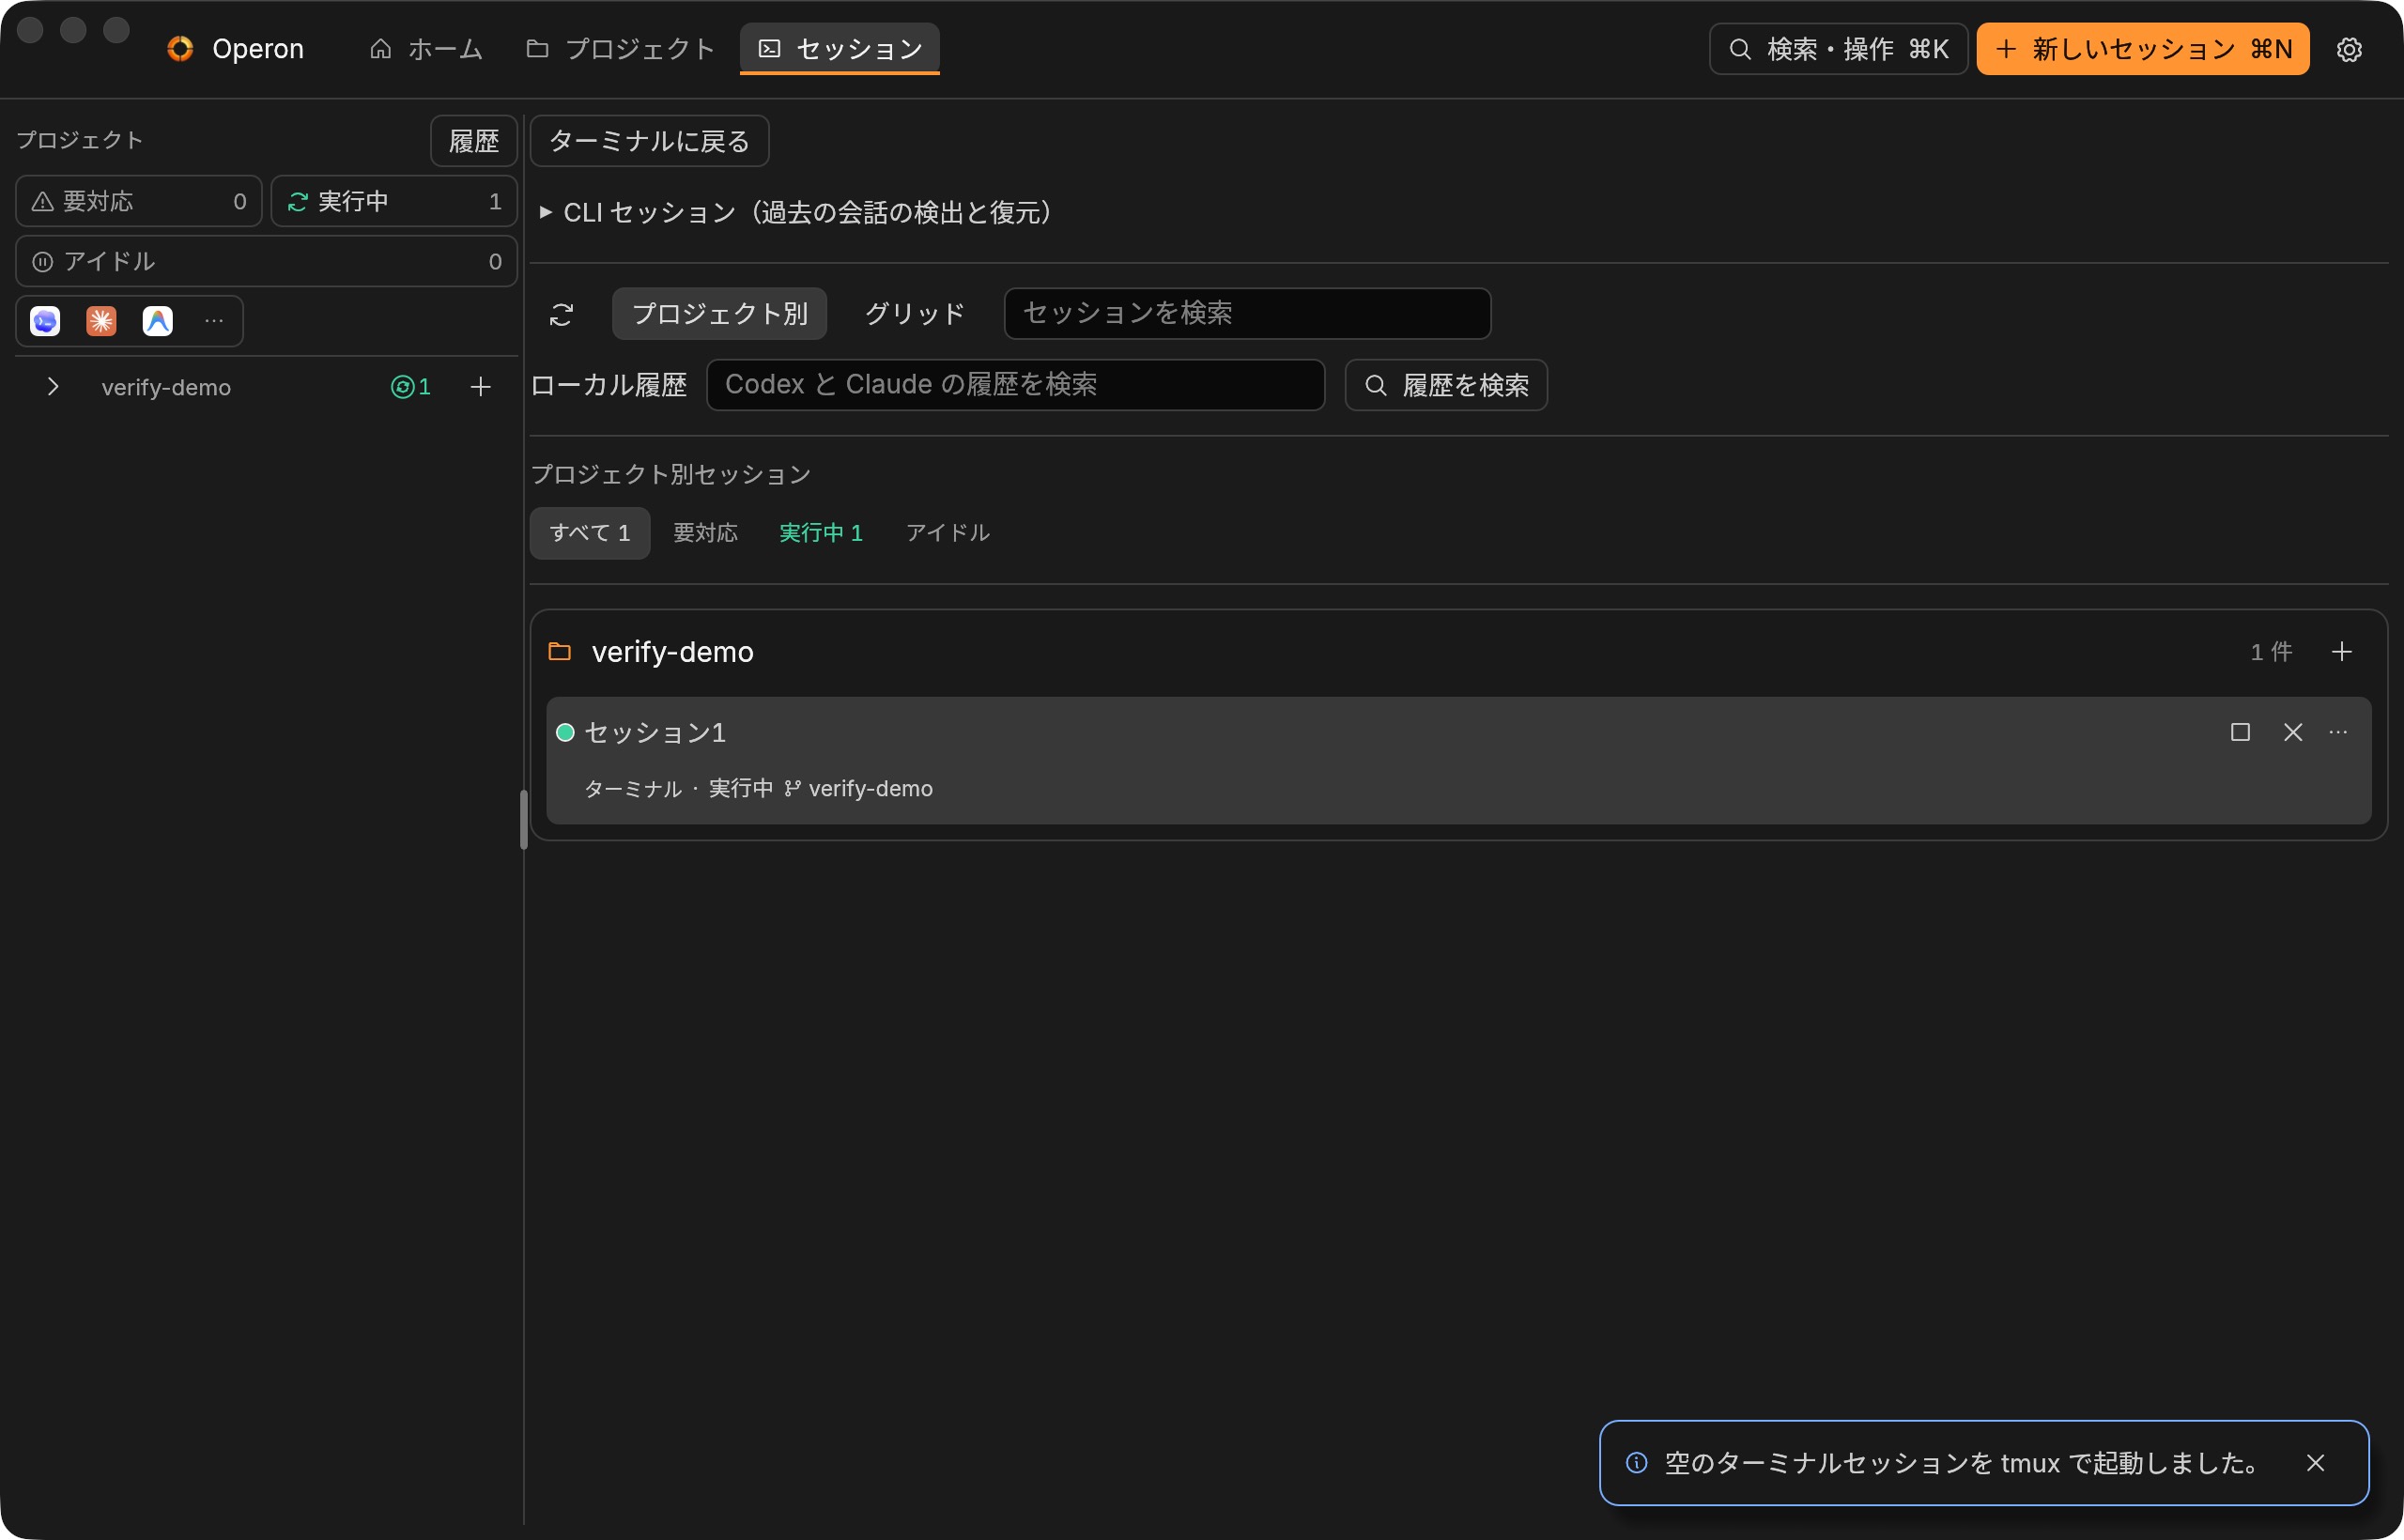 Operon
ホーム
プロジェクト
セッション
検索・操作 ⌘K
新しいセッション ⌘N
プロジェクト
履歴
要対応 0
実行中 1
アイドル 0
verify-demo 1
ターミナルに戻る
CLI セッション（過去の会話の検出と復元）
プロジェクト別
グリッド
セッションを検索
ローカル履歴
Codex と Claude の履歴を検索
履歴を検索
プロジェクト別セッション
すべて 1
要対応
実行中 1
アイドル
verify-demo
1 件
セッション1
ターミナル · 実行中 verify-demo
空のターミナルセッションを tmux で起動しました。